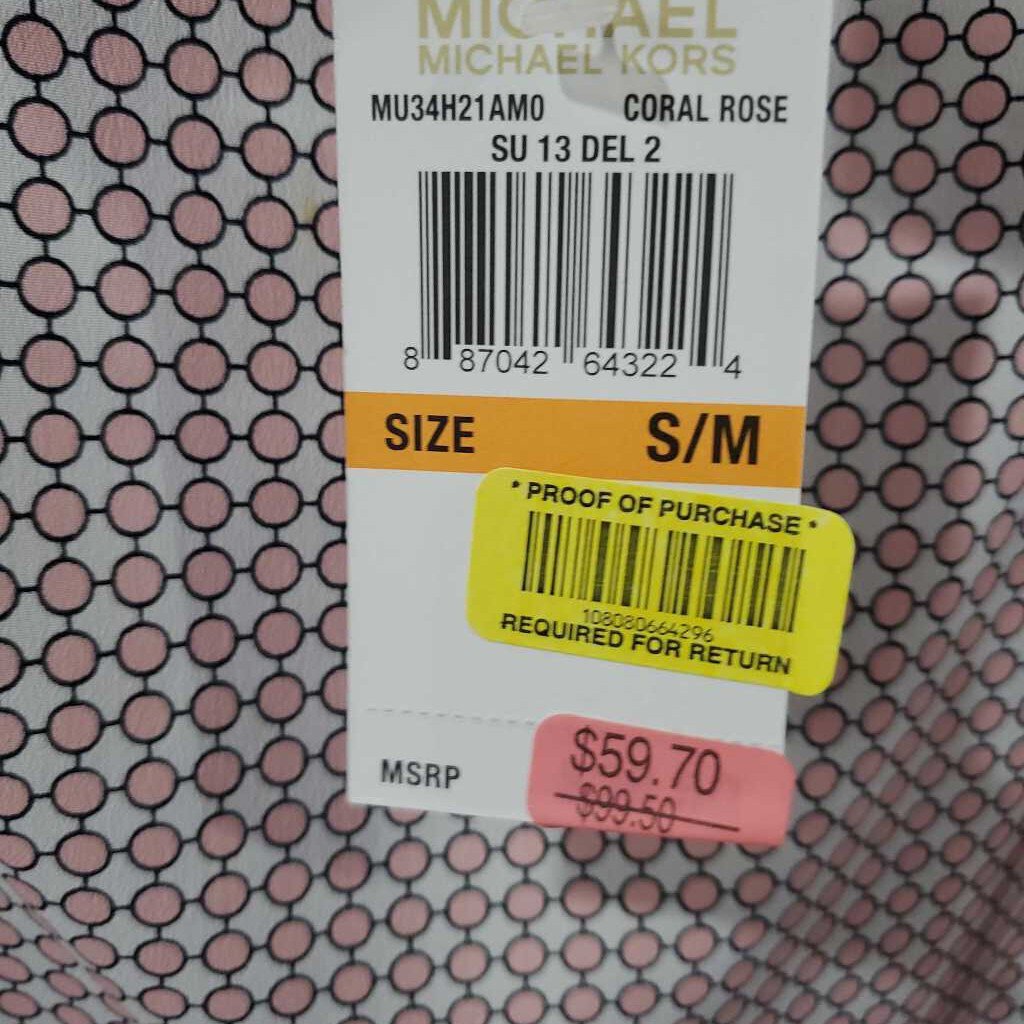 MICHAEL
MICHAEL KORS
MU34H21AM0 CORAL ROSE
SU 13 DEL 2
8 87042 64322 4
SIZE S/M
* PROOF OF PURCHASE *
108080664296
REQUIRED FOR RETURN
MSRP
$59.70
$99.50